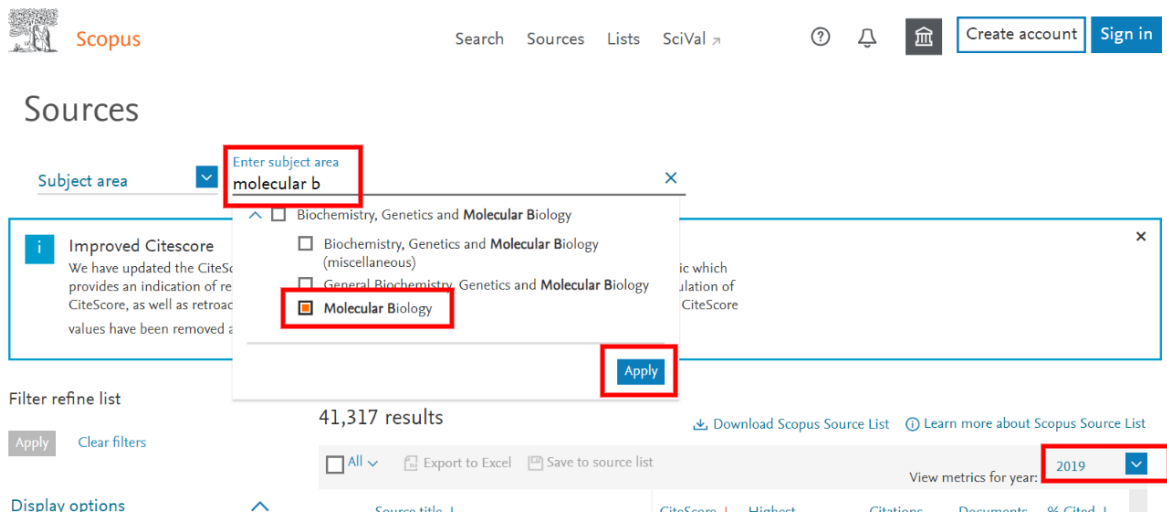 Scopus
Search Sources Lists SciVal
Create account
Sign in
Sources
Subject area
Enter subject area
molecular b
Biochemistry, Genetics and Molecular Biology
Biochemistry, Genetics and Molecular Biology
(miscellaneous)
General Biochemistry, Genetics and Molecular Biology
Molecular Biology
Apply
Improved Citescore
We have updated the ic which
provides an indication of ulation of
CiteScore, as well as CiteScore
values have been removed
Filter refine list
Apply Clear filters
41,317 results
Download Scopus Source List Learn more about Scopus Source List
All Export to Excel Save to source list
View metrics for year: 2019
Display options
Source title CiteScore Highest Citations Documents % Cited